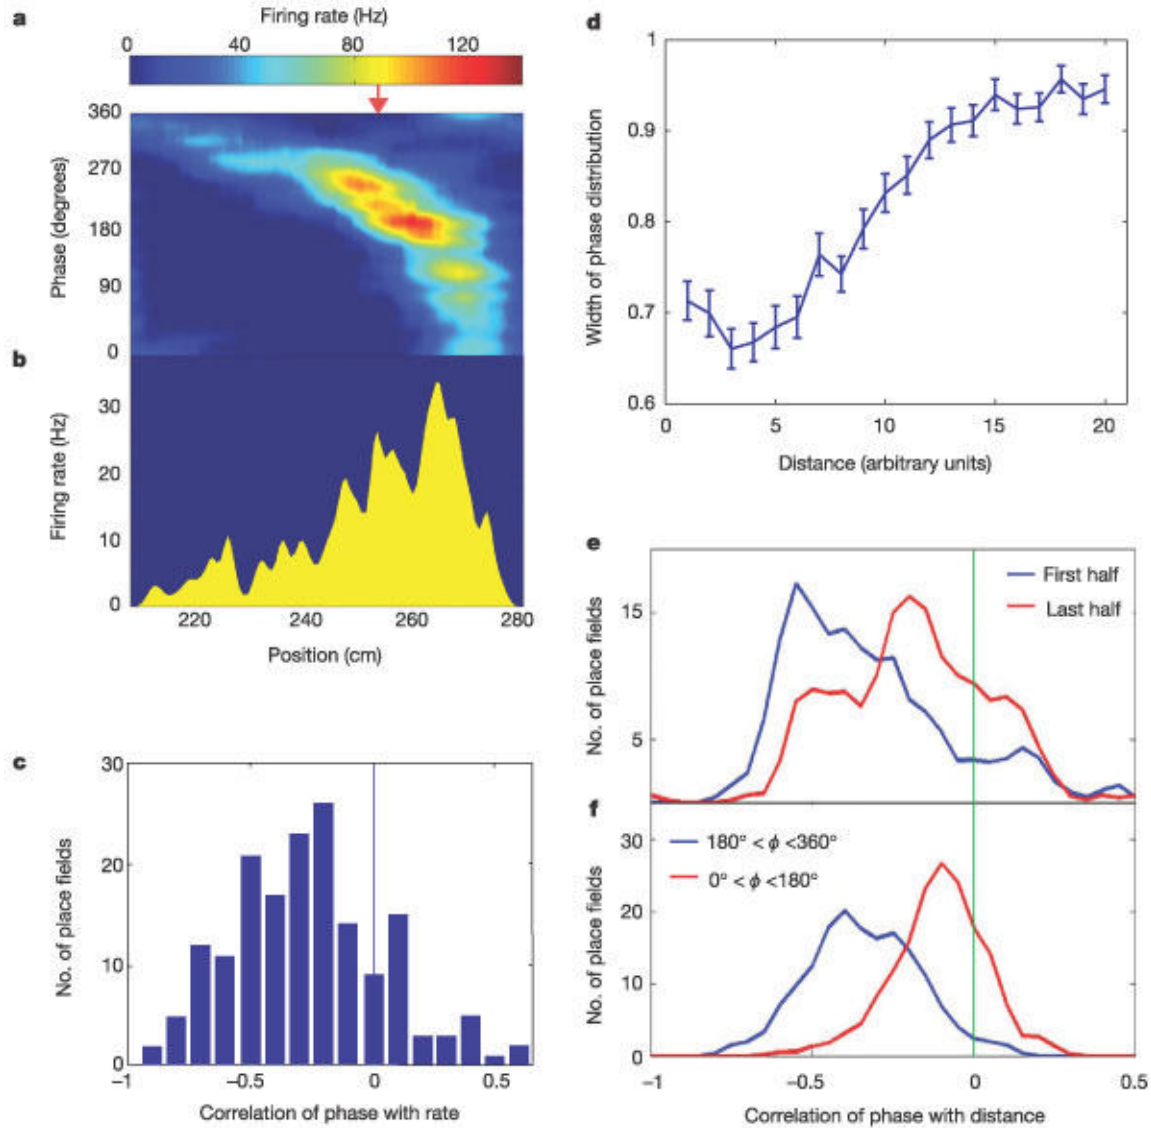 a
Firing rate (Hz)
0 40 80 120
Phase (degrees)
360
270
180
90
0
b
Firing rate (Hz)
30
20
10
0
220 240 260 280
Position (cm)
c
No. of place fields
30
20
10
0
−1 −0.5 0 0.5
Correlation of phase with rate
d
Width of phase distribution
1
0.9
0.8
0.7
0.6
0 5 10 15 20
Distance (arbitrary units)
e
No. of place fields
15
5
First half
Last half
f
No. of place fields
30
20
10
0
180° < ϕ <360°
0° < ϕ <180°
−1 −0.5 0 0.5
Correlation of phase with distance